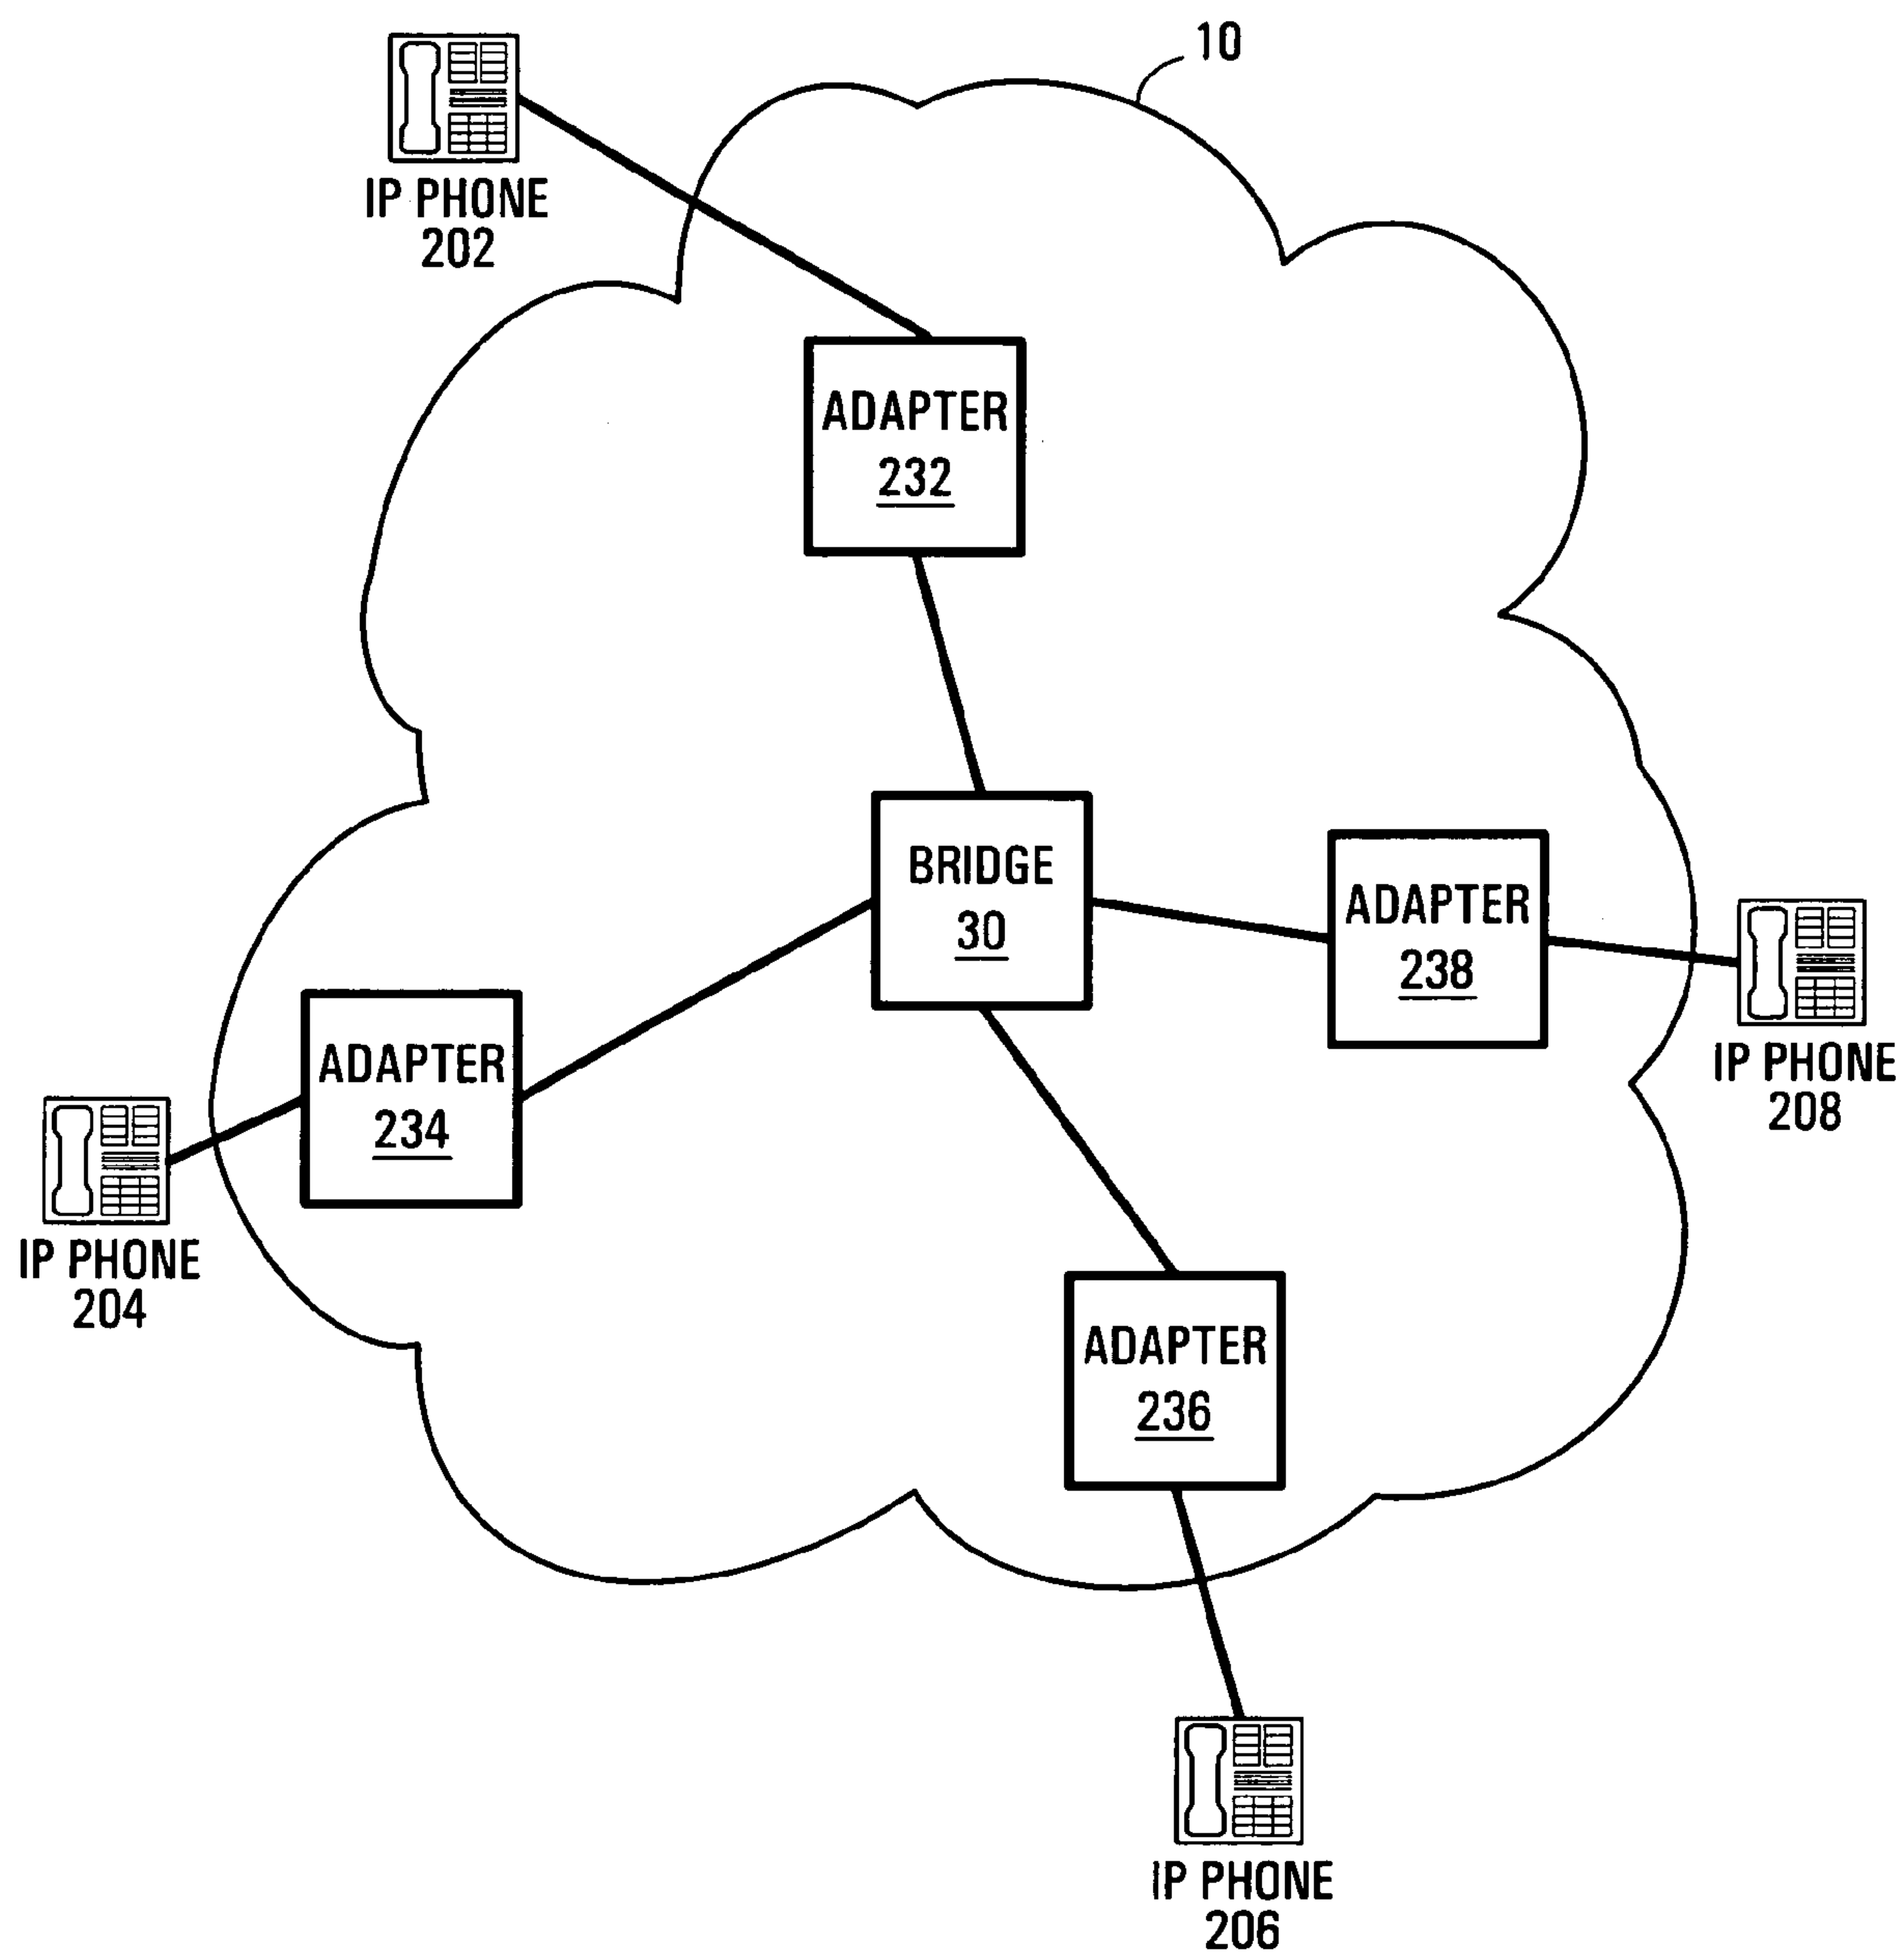 10
IP PHONE
202
ADAPTER
232
BRIDGE
30
ADAPTER
238
IP PHONE
208
ADAPTER
234
IP PHONE
204
ADAPTER
236
IP PHONE
206